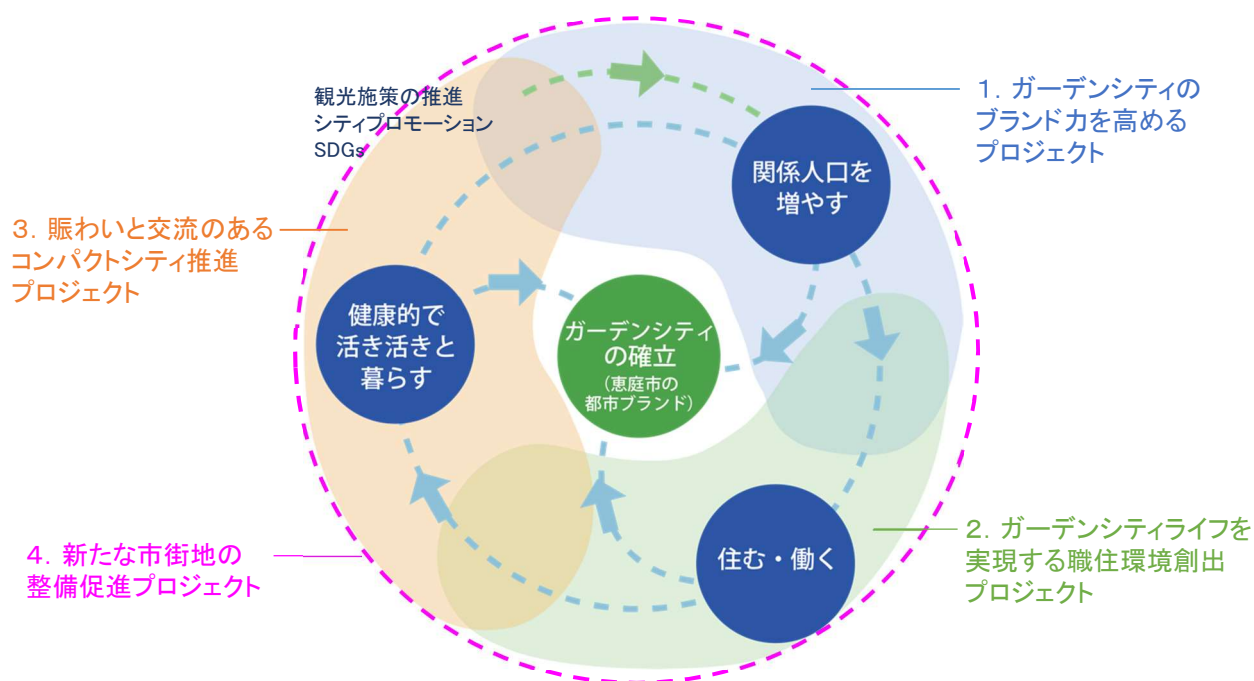 観光施策の推進
シティプロモーション
SDGs
1．ガーデンシティの
ブランド力を高める
プロジェクト
関係人口を
増やす
3．賑わいと交流のある
コンパクトシティ推進
プロジェクト
健康的で
活き活きと
暮らす
ガーデンシティ
の確立
（恵庭市の
都市ブランド）
2．ガーデンシティライフを
実現する職住環境創出
プロジェクト
住む・働く
4．新たな市街地の
整備促進プロジェクト